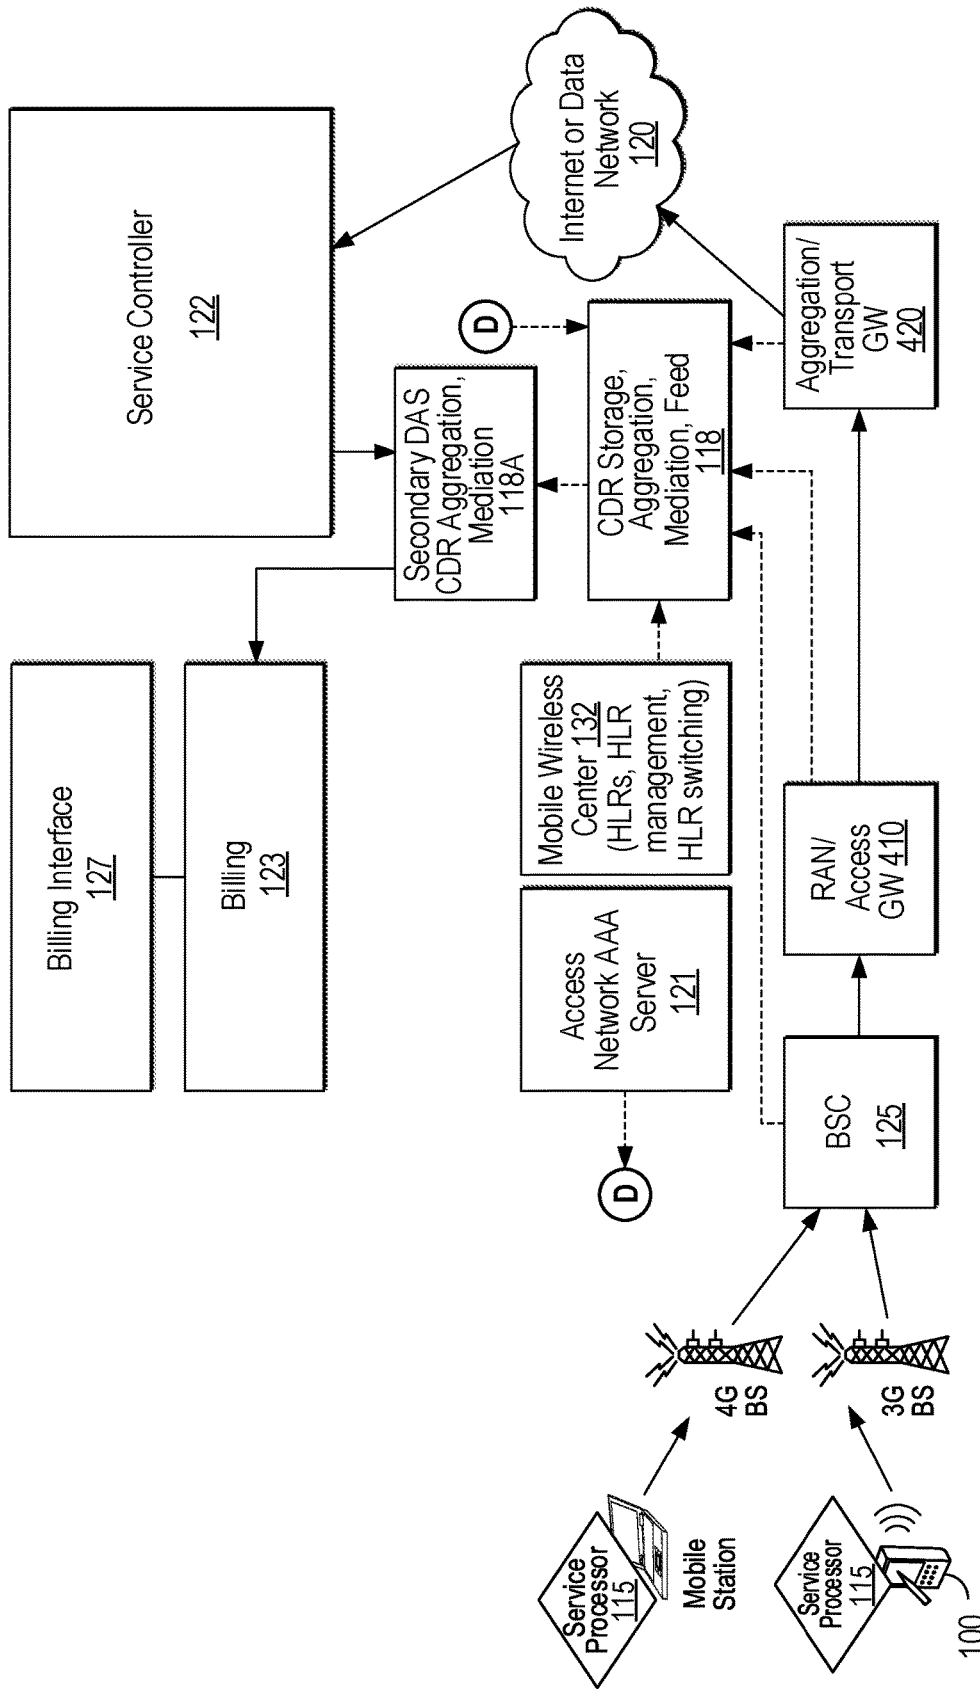 Billing Interface
127
Billing
123
Service Controller
122
Secondary DAS
CDR Aggregation,
Mediation
118A
D
Access
Network AAA
Server
121
Mobile Wireless
Center 132
(HLRs, HLR
management,
HLR switching)
CDR Storage,
Aggregation,
Mediation, Feed
118
D
Internet or Data
Network
120
Service
Processor
115
Mobile
Station
4G
BS
Service
Processor
115
100
3G
BS
BSC
125
RAN/
Access
GW 410
Aggregation/
Transport
GW
420